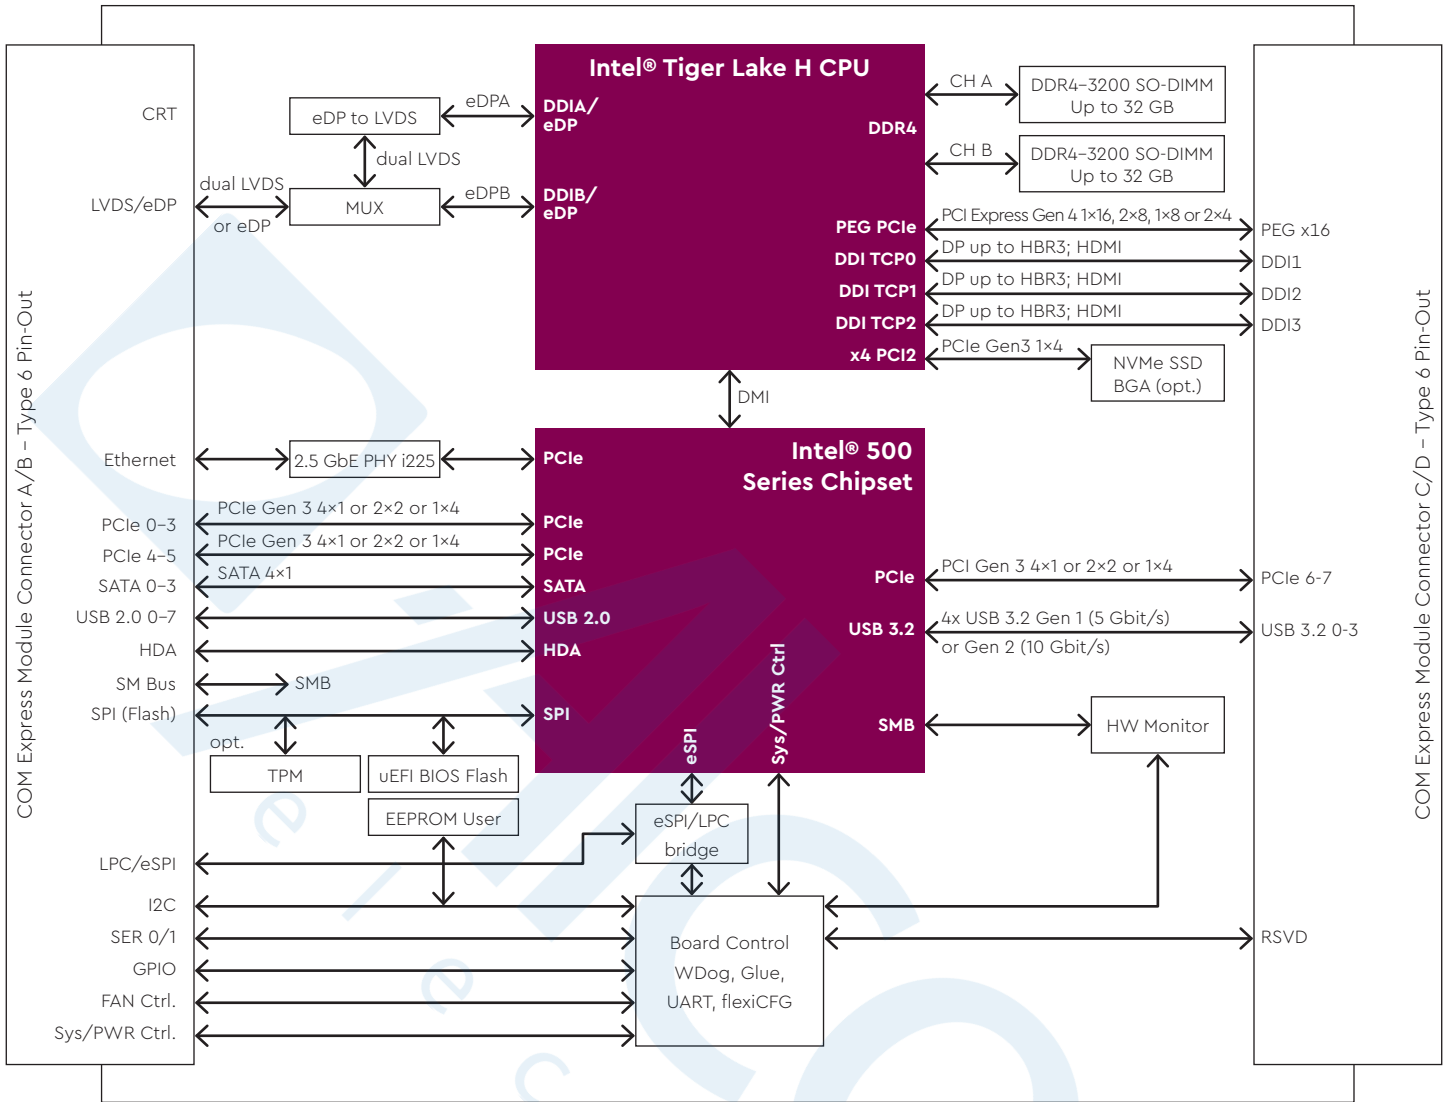 COM Express Module Connector A/B – Type 6 Pin-Out
CRT
LVDS/eDP
Ethernet
PCIe 0–3
PCIe 4–5
SATA 0–3
USB 2.0 0–7
HDA
SM Bus
SPI (Flash)
LPC/eSPI
I2C
SER 0/1
GPIO
FAN Ctrl.
Sys/PWR Ctrl.
eDP to LVDS
eDPA
dual LVDS
dual LVDS
or eDP
MUX
eDPB
2.5 GbE PHY i225
PCIe Gen 3 4×1 or 2×2 or 1×4
PCIe Gen 3 4×1 or 2×2 or 1×4
SATA 4×1
SMB
opt.
TPM
uEFI BIOS Flash
EEPROM User
Intel® Tiger Lake H CPU
DDIA/
eDP
DDIB/
eDP
DDR4
PEG PCIe
DDI TCP0
DDI TCP1
DDI TCP2
x4 PCI2
DMI
Intel® 500
Series Chipset
PCIe
PCIe
PCIe
SATA
USB 2.0
HDA
SPI
PCIe
USB 3.2
SMB
eSPI
Sys/PWR Ctrl
eSPI/LPC
bridge
Board Control
WDog, Glue,
UART, flexiCFG
CH A
DDR4–3200 SO-DIMM
Up to 32 GB
CH B
DDR4–3200 SO-DIMM
Up to 32 GB
PCI Express Gen 4 1×16, 2×8, 1×8 or 2×4
DP up to HBR3; HDMI
DP up to HBR3; HDMI
DP up to HBR3; HDMI
PCIe Gen3 1×4
NVMe SSD
BGA (opt.)
PCI Gen 3 4×1 or 2×2 or 1×4
4x USB 3.2 Gen 1 (5 Gbit/s)
or Gen 2 (10 Gbit/s)
HW Monitor
PEG x16
DDI1
DDI2
DDI3
PCIe 6-7
USB 3.2 0-3
RSVD
COM Express Module Connector C/D – Type 6 Pin-Out